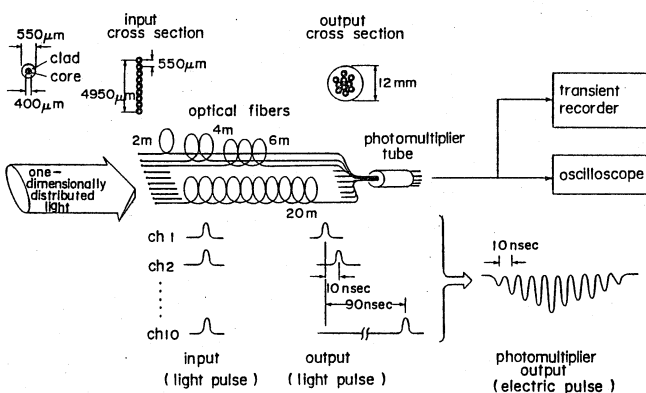 550μm
clad
core
400μm
input
cross section
550μm
4950μm
output
cross section
12mm
optical fibers
2m
4m
6m
20m
photomultiplier
tube
transient
recorder
oscilloscope
one-
dimensionally
distributed
light
ch 1
ch2
ch10
10nsec
90nsec
10nsec
input
(light pulse)
output
(light pulse)
photomultiplier
output
(electric pulse)